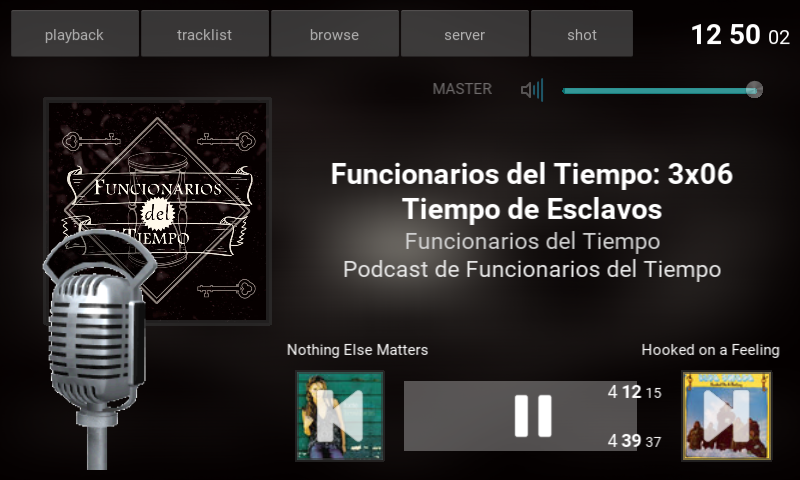 playback tracklist browse server shot 12 50 02
MASTER
FUNCIONARIOS
del
TIEMPO
Funcionarios del Tiempo: 3x06
Tiempo de Esclavos
Funcionarios del Tiempo
Podcast de Funcionarios del Tiempo
Nothing Else Matters
Hooked on a Feeling
4 12 15
4 39 37